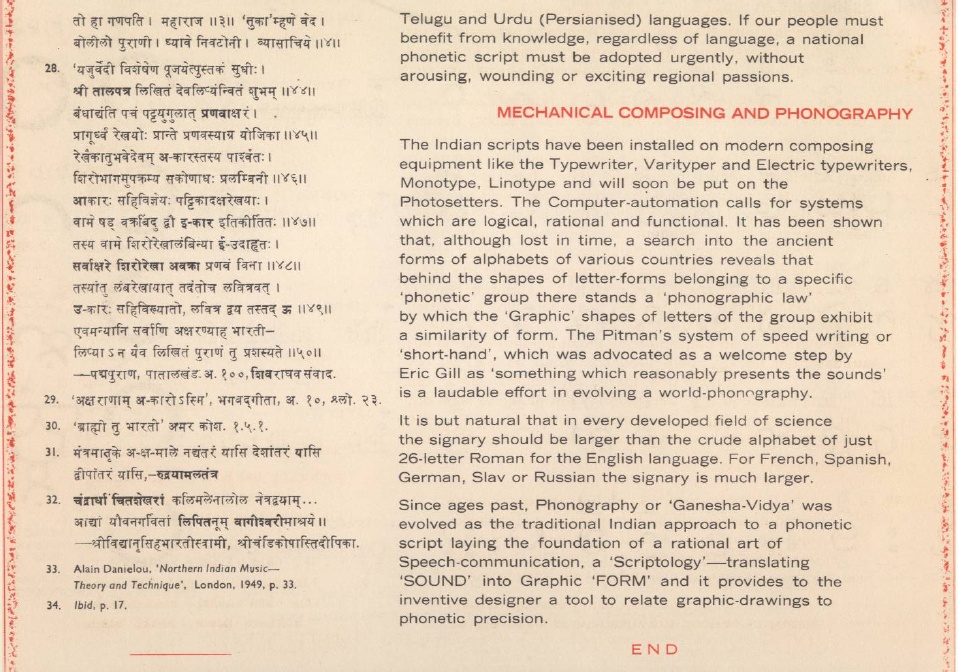 तो हा गणपति। महाराज ॥३॥ 'तुका'म्हणे वेद।
बोलीलो पुराणी। ध्यावे निवटोनी। व्यासाचिये ॥४॥
28. 'यजुर्वेदी विशेषेण पूजयेत्पुस्तकं सुधीः।
श्री तालपत्र लिखितं देवलिप्यंन्वितं शुभम् ॥४४॥
बंधाद्यंति पचं पट्टयुगुलात् प्रणवाक्षरं।
प्रागूर्ध्वं रेखयोः प्रान्ते प्रणवस्याग्र योजिका ॥४५॥
रेखैकातुभवेदेवम् अ-कारस्तस्य पार्श्वतः।
शिरोभागमुपक्रम्य सकोणाधः प्रलम्बिनी ॥४६॥
आकारः सहिविज्ञेयः पट्टिकादक्षरेखयाः।
वामे षड् वक्रबिंदु द्वौ इ-कार इतिकीर्तितः ॥४७॥
तस्य वामे शिरोरेखालंबिन्या ई-उदाहृतः।
सर्वाक्षरे शिरोरेखा अवक्रा प्रणवं विना ॥४८॥
तस्यांतु लंबरेखायात् तदंतोच लवित्रवत्।
उ-कारः सहिविख्यातो, लवित्र द्वय तस्तद् ऊ ॥४९॥
एवमन्यानि सर्वाणि अक्षरण्याह भारती—
लिप्याऽन यैव लिखितं पुराणं तु प्रशस्यते ॥५०॥
—पद्मपुराण, पातालखंड. अ. १००, शिवराघव संवाद.
29. 'अक्षराणाम् अ-कारोऽस्मि', भगवद्गीता, अ. १०, श्लो. २३.
30. 'ब्राह्मी तु भारती' अमर कोश. १.५.१.
31. मंत्रमातृके अ-क्ष-माले नद्यंतरं यासि देशांतरं यासि
द्वीपांतरं यासि,—रुद्रयामलतंत्र
32. चंद्रार्धांचितशेखरां कलिमलेनालोल नेत्रद्वयाम्...
आद्यां यौवनगर्वितां लिपितनूम् वागीश्वरीमाश्रये॥
—श्रीविद्यानृसिंहभारतीस्वामी, श्रीचंडिकोपास्तिदीपिका.
33. Alain Danielou, 'Northern Indian Music—
Theory and Technique', London, 1949, p. 33.
34. Ibid, p. 17.
Telugu and Urdu (Persianised) languages. If our people must
benefit from knowledge, regardless of language, a national
phonetic script must be adopted urgently, without
arousing, wounding or exciting regional passions.
MECHANICAL COMPOSING AND PHONOGRAPHY
The Indian scripts have been installed on modern composing
equipment like the Typewriter, Varityper and Electric typewriters,
Monotype, Linotype and will soon be put on the
Photosetters. The Computer-automation calls for systems
which are logical, rational and functional. It has been shown
that, although lost in time, a search into the ancient
forms of alphabets of various countries reveals that
behind the shapes of letter-forms belonging to a specific
'phonetic' group there stands a 'phonographic law'
by which the 'Graphic' shapes of letters of the group exhibit
a similarity of form. The Pitman's system of speed writing or
'short-hand', which was advocated as a welcome step by
Eric Gill as 'something which reasonably presents the sounds'
is a laudable effort in evolving a world-phonography.
It is but natural that in every developed field of science
the signary should be larger than the crude alphabet of just
26-letter Roman for the English language. For French, Spanish,
German, Slav or Russian the signary is much larger.
Since ages past, Phonography or 'Ganesha-Vidya' was
evolved as the traditional Indian approach to a phonetic
script laying the foundation of a rational art of
Speech-communication, a 'Scriptology'—translating
'SOUND' into Graphic 'FORM' and it provides to the
inventive designer a tool to relate graphic-drawings to
phonetic precision.
END